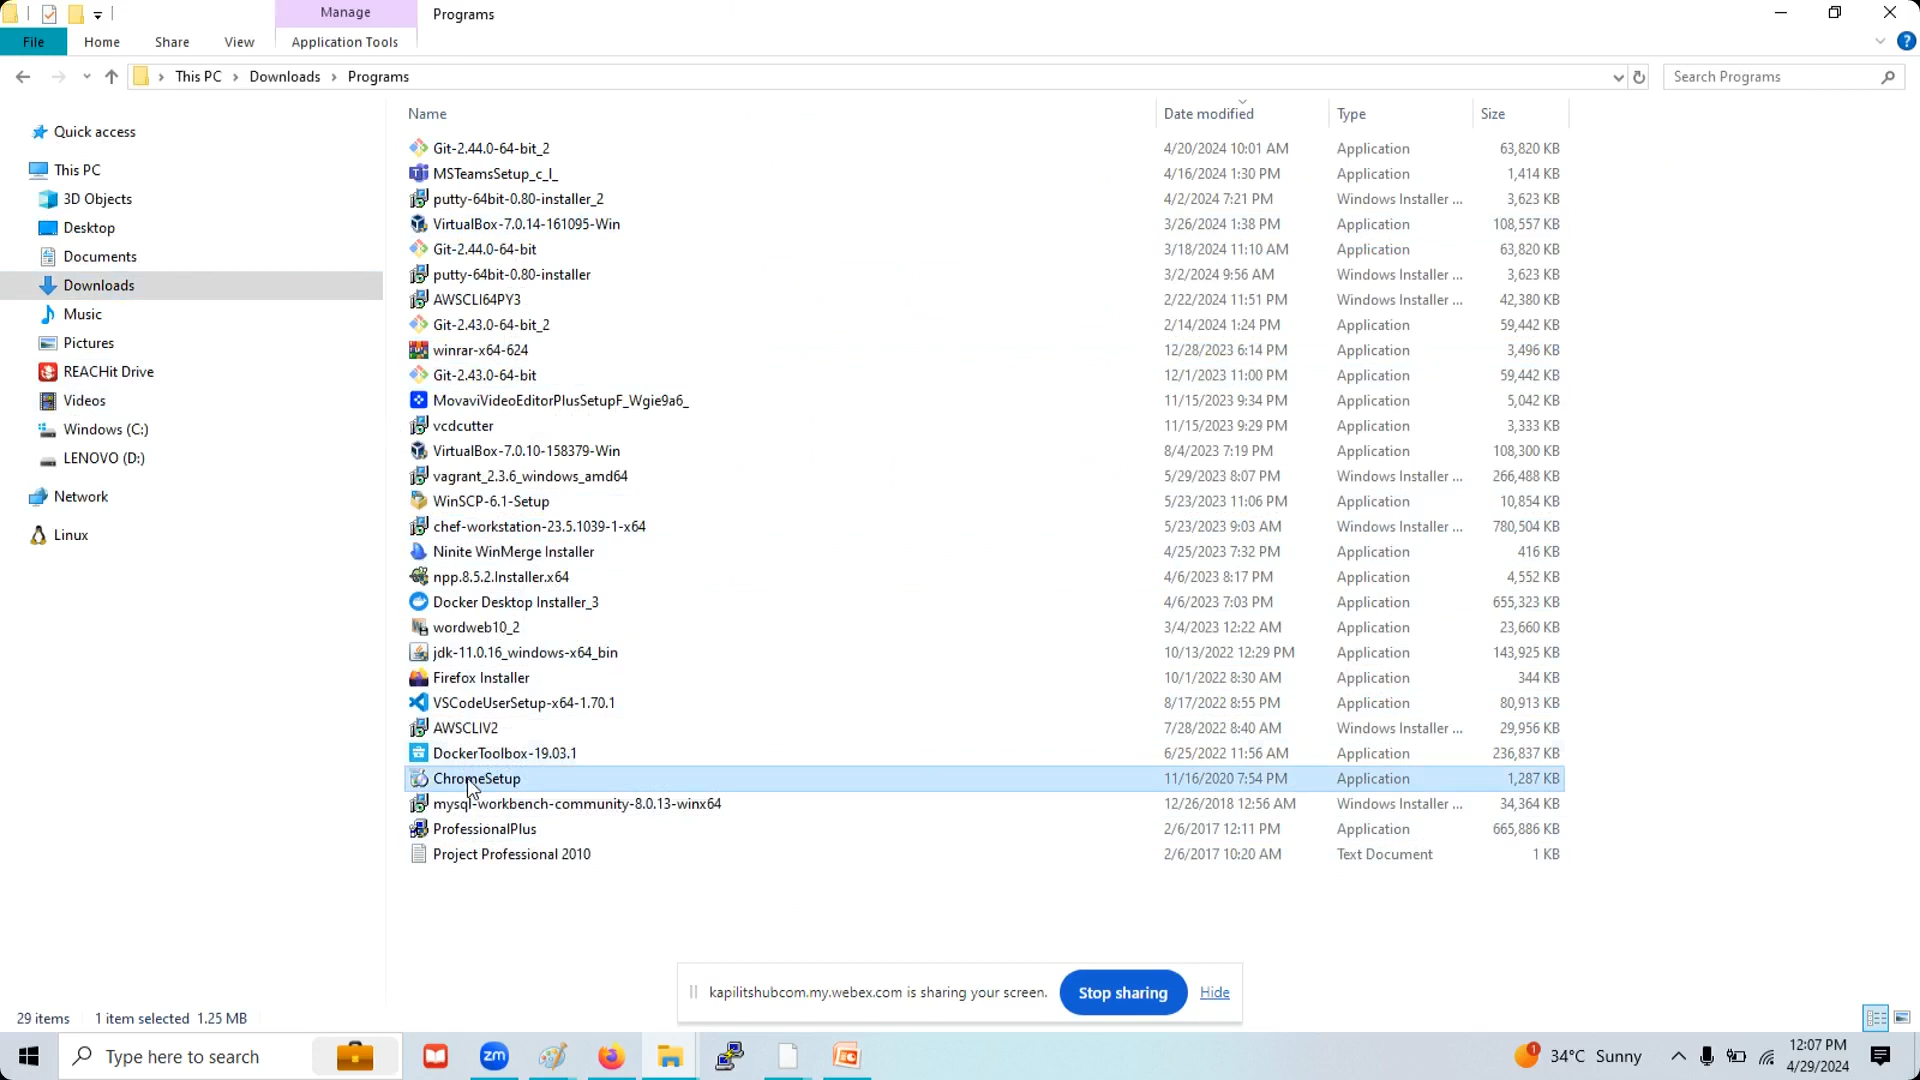 Manage
Programs
File
Home
Share
View
Application Tools
This PC
Downloads
Programs
Search Programs
Name
Date modified
Type
Size
Quick access
This PC
3D Objects
Desktop
Documents
Downloads
Music
Pictures
REACHit Drive
Videos
Windows (C:)
LENOVO (D:)
Network
Linux
Git-2.44.0-64-bit_2 4/20/2024 10:01 AM Application 63,820 KB
MSTeamsSetup_c_l_ 4/16/2024 1:30 PM Application 1,414 KB
putty-64bit-0.80-installer_2 4/2/2024 7:21 PM Windows Installer ... 3,623 KB
VirtualBox-7.0.14-161095-Win 3/26/2024 1:38 PM Application 108,557 KB
Git-2.44.0-64-bit 3/18/2024 11:10 AM Application 63,820 KB
putty-64bit-0.80-installer 3/2/2024 9:56 AM Windows Installer ... 3,623 KB
AWSCLI64PY3 2/22/2024 11:51 PM Windows Installer ... 42,380 KB
Git-2.43.0-64-bit_2 2/14/2024 1:24 PM Application 59,442 KB
winrar-x64-624 12/28/2023 6:14 PM Application 3,496 KB
Git-2.43.0-64-bit 12/1/2023 11:00 PM Application 59,442 KB
MovaviVideoEditorPlusSetupF_Wgie9a6_ 11/15/2023 9:34 PM Application 5,042 KB
vcdcutter 11/15/2023 9:29 PM Application 3,333 KB
VirtualBox-7.0.10-158379-Win 8/4/2023 7:19 PM Application 108,300 KB
vagrant_2.3.6_windows_amd64 5/29/2023 8:07 PM Windows Installer ... 266,488 KB
WinSCP-6.1-Setup 5/23/2023 11:06 PM Application 10,854 KB
chef-workstation-23.5.1039-1-x64 5/23/2023 9:03 AM Windows Installer ... 780,504 KB
Ninite WinMerge Installer 4/25/2023 7:32 PM Application 416 KB
npp.8.5.2.Installer.x64 4/6/2023 8:17 PM Application 4,552 KB
Docker Desktop Installer_3 4/6/2023 7:03 PM Application 655,323 KB
wordweb10_2 3/4/2023 12:22 AM Application 23,660 KB
jdk-11.0.16_windows-x64_bin 10/13/2022 12:29 PM Application 143,925 KB
Firefox Installer 10/1/2022 8:30 AM Application 344 KB
VSCodeUserSetup-x64-1.70.1 8/17/2022 8:55 PM Application 80,913 KB
AWSCLIV2 7/28/2022 8:40 AM Windows Installer ... 29,956 KB
DockerToolbox-19.03.1 6/25/2022 11:56 AM Application 236,837 KB
ChromeSetup 11/16/2020 7:54 PM Application 1,287 KB
mysql-workbench-community-8.0.13-winx64 12/26/2018 12:56 AM Windows Installer ... 34,364 KB
ProfessionalPlus 2/6/2017 12:11 PM Application 665,886 KB
Project Professional 2010 2/6/2017 10:20 AM Text Document 1 KB
kapilitshubcom.my.webex.com is sharing your screen.
Stop sharing
Hide
29 items 1 item selected 1.25 MB
Type here to search
zm
1
34°C Sunny
12:07 PM
4/29/2024